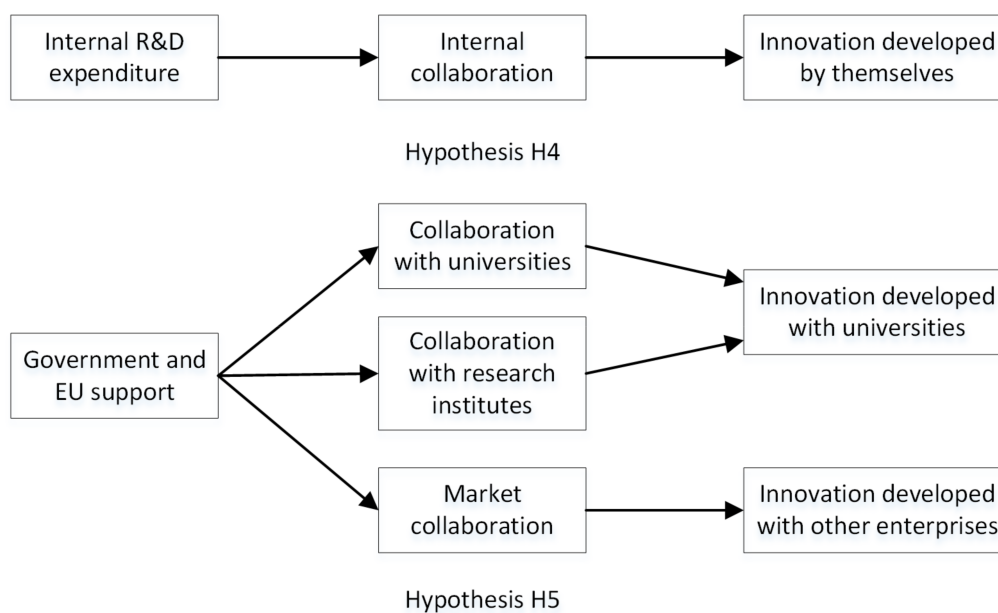 Internal R&D
expenditure
Internal
collaboration
Innovation developed
by themselves
Hypothesis H4
Government and
EU support
Collaboration
with universities
Collaboration
with research
institutes
Market
collaboration
Innovation developed
with universities
Innovation developed
with other enterprises
Hypothesis H5